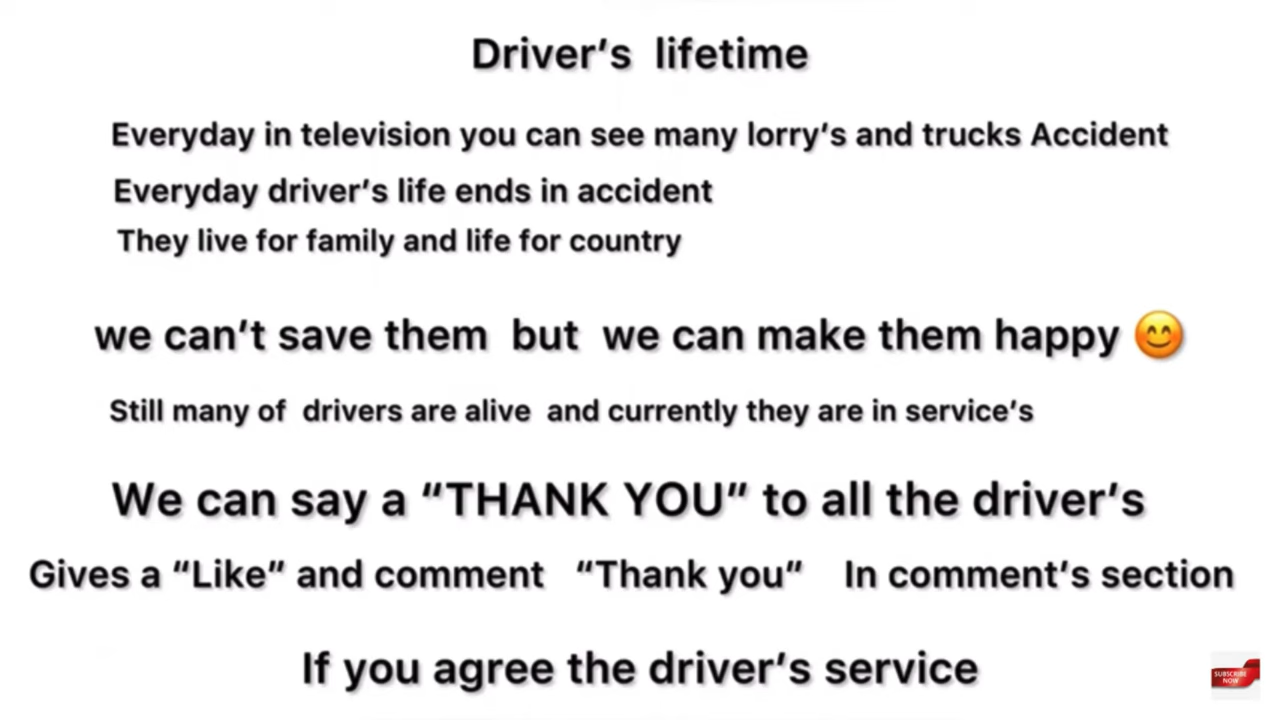 Driver’s lifetime
Everyday in television you can see many lorry’s and trucks Accident
Everyday driver’s life ends in accident
They live for family and life for country
we can’t save them but we can make them happy 😊
Still many of drivers are alive and currently they are in service’s
We can say a “THANK YOU” to all the driver’s
Gives a “Like” and comment “Thank you” In comment’s section
If you agree the driver’s service
SUBSCRIBE
NOW